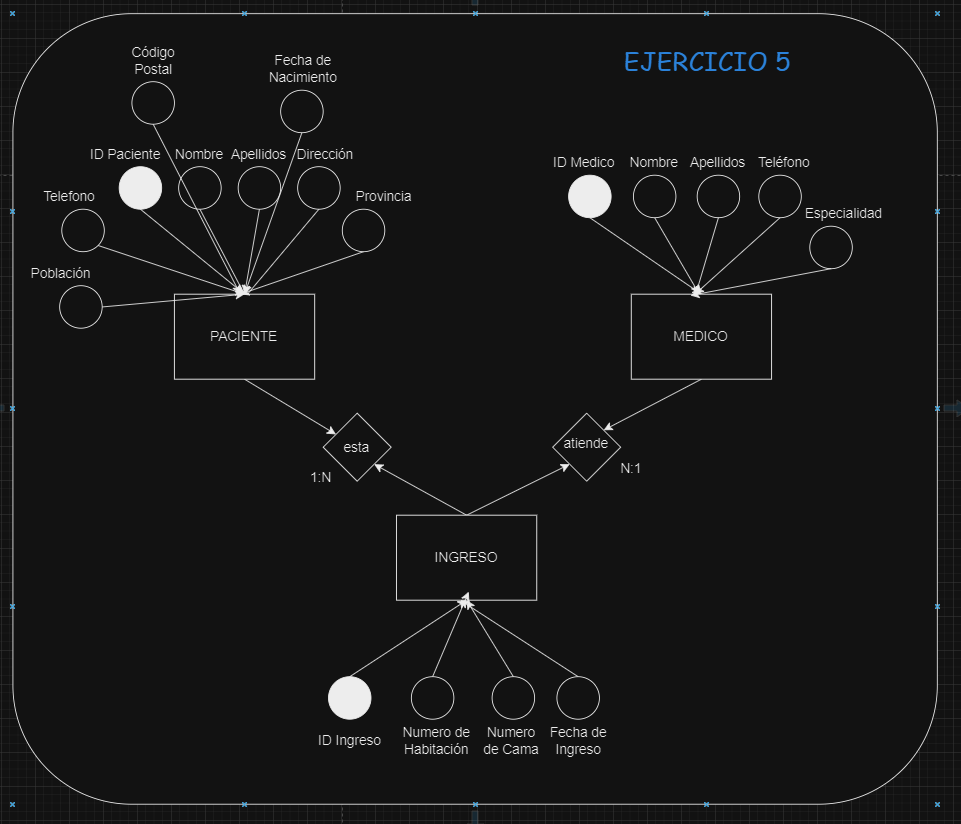 EJERCICIO 5
Código
Postal
Fecha de
Nacimiento
ID Paciente
Nombre
Apellidos
Dirección
Telefono
Provincia
Población
PACIENTE
ID Medico
Nombre
Apellidos
Teléfono
Especialidad
MEDICO
esta
1:N
atiende
N:1
INGRESO
ID Ingreso
Numero de
Habitación
Numero
de Cama
Fecha de
Ingreso